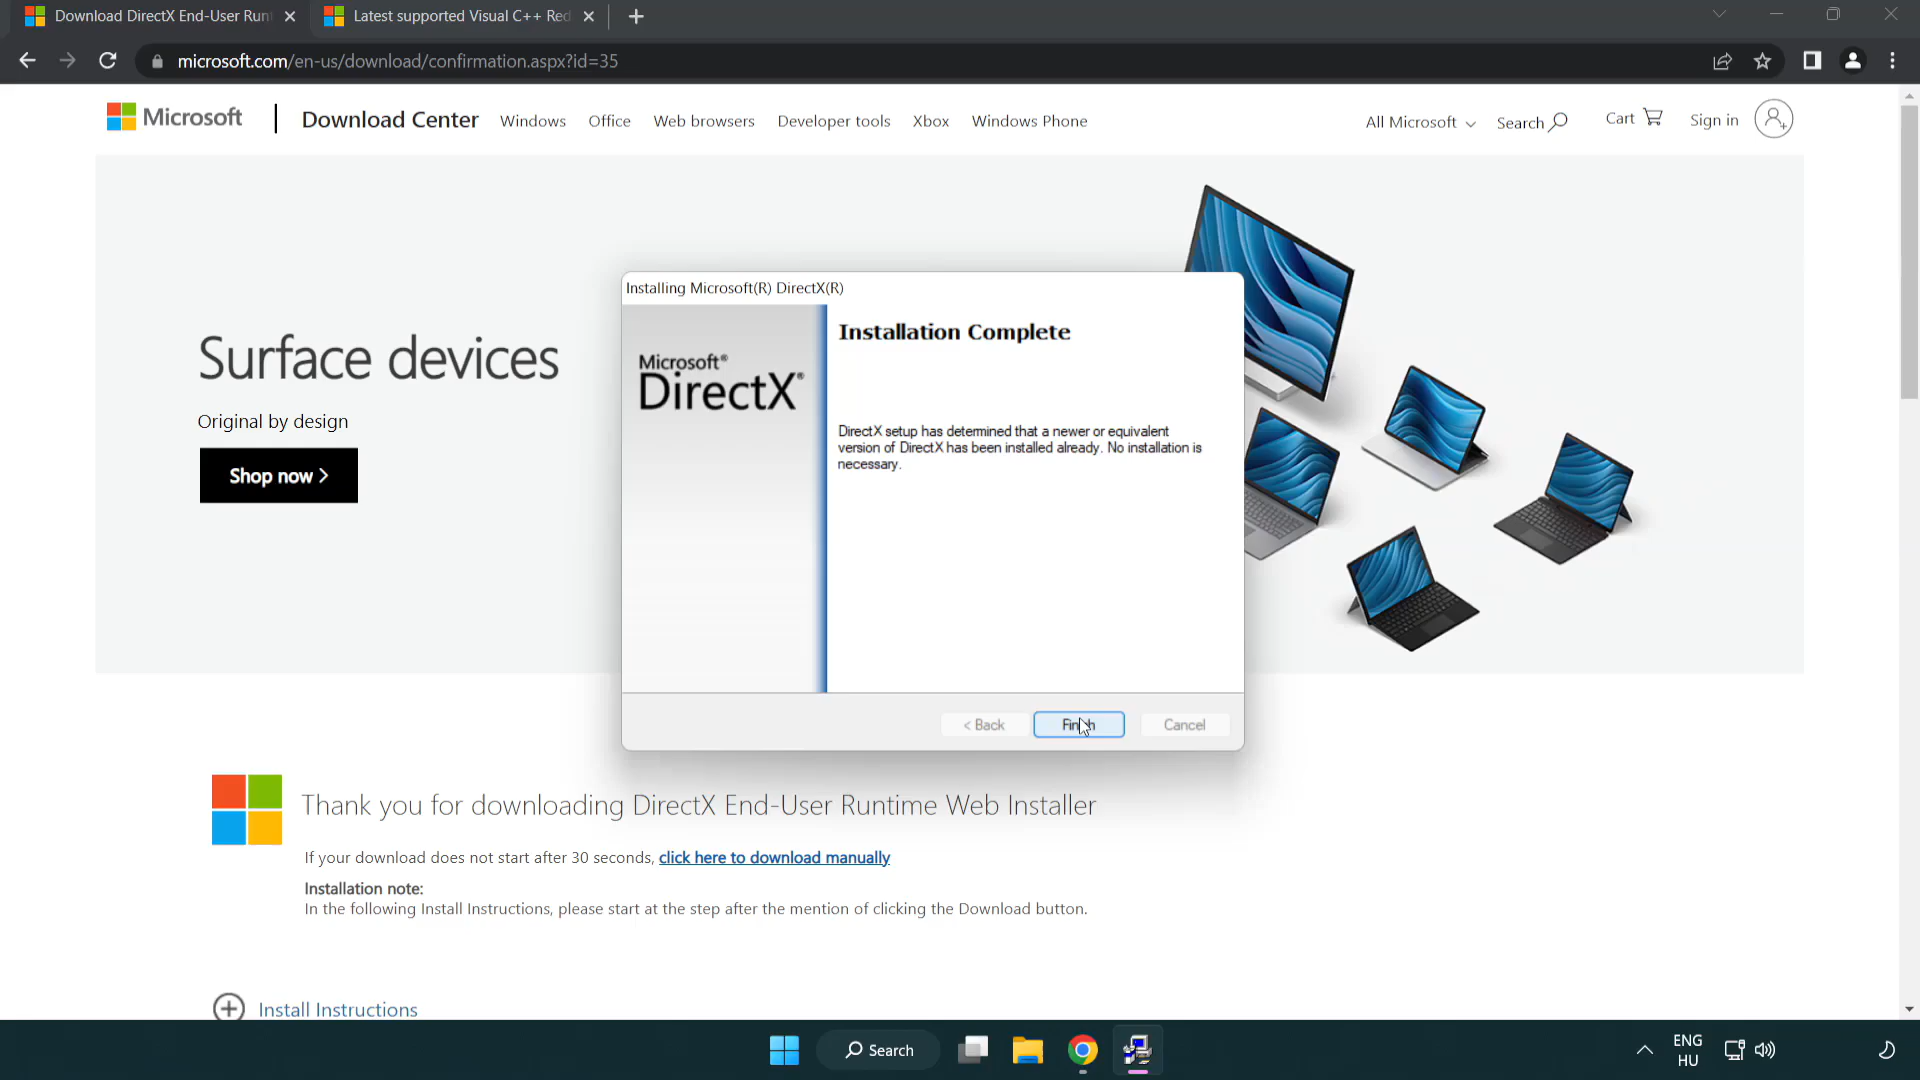 Download DirectX End-User Run
Latest supported Visual C++ Red
microsoft.com/en-us/download/confirmation.aspx?id=35
Microsoft
Download Center
Windows
Office
Web browsers
Developer tools
Xbox
Windows Phone
All Microsoft
Search
Cart
Sign in
Surface devices
Original by design
Shop now
Installing Microsoft(R) DirectX(R)
Microsoft®
DirectX®
Installation Complete
DirectX setup has determined that a newer or equivalent
version of DirectX has been installed already. No installation is
necessary.
< Back
Finish
Cancel
Thank you for downloading DirectX End-User Runtime Web Installer
If your download does not start after 30 seconds, click here to download manually
Installation note:
In the following Install Instructions, please start at the step after the mention of clicking the Download button.
Install Instructions
Search
ENG
HU